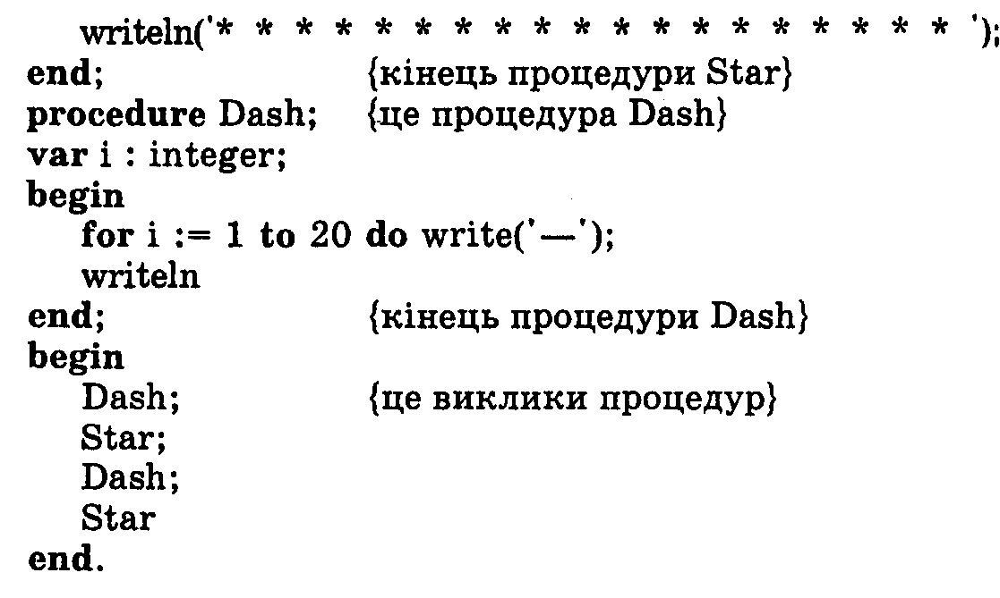 writeln('* * * * * * * * * * * * * * * * * * * ');
end; {кінець процедури Star}
procedure Dash; {це процедура Dash}
var i : integer;
begin
for i := 1 to 20 do write('—');
writeln
end; {кінець процедури Dash}
begin
Dash; {це виклики процедур}
Star;
Dash;
Star
end.